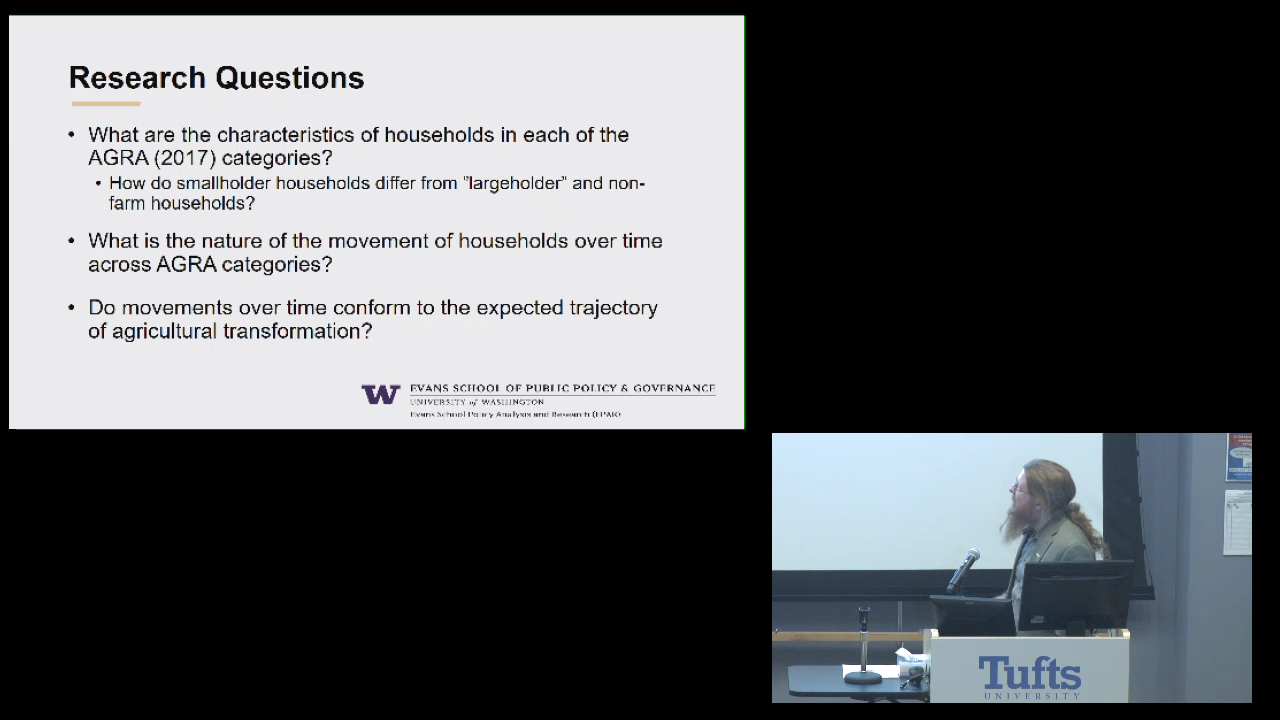 Research Questions
• What are the characteristics of households in each of the
AGRA (2017) categories?
• How do smallholder households differ from "largeholder" and non-
farm households?
• What is the nature of the movement of households over time
across AGRA categories?
• Do movements over time conform to the expected trajectory
of agricultural transformation?
W
EVANS SCHOOL OF PUBLIC POLICY & GOVERNANCE
UNIVERSITY of WASHINGTON
Evans School Policy Analysis and Research (EPAR)
Tufts
UNIVERSITY